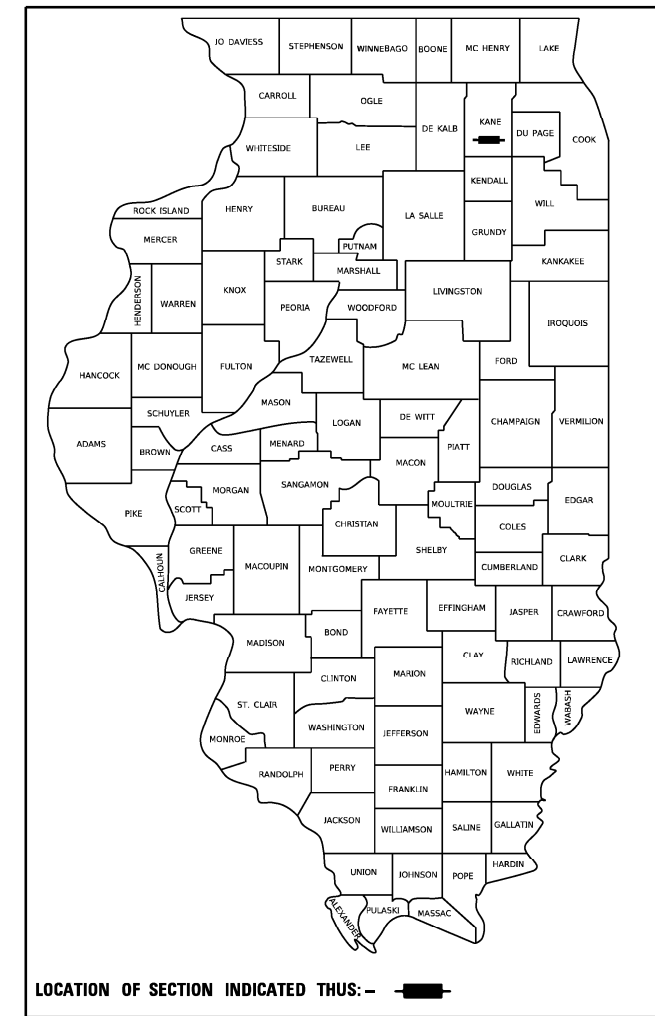 JO DAVIESS
STEPHENSON
WINNEBAGO
BOONE
MC HENRY
LAKE
CARROLL
OGLE
DE KALB
KANE
DU PAGE
COOK
WHITESIDE
LEE
KENDALL
ROCK ISLAND
HENRY
BUREAU
LA SALLE
WILL
GRUNDY
MERCER
PUTNAM
STARK
MARSHALL
KANKAKEE
HENDERSON
WARREN
KNOX
PEORIA
WOODFORD
LIVINGSTON
IROQUOIS
HANCOCK
MC DONOUGH
FULTON
TAZEWELL
MC LEAN
FORD
MASON
SCHUYLER
LOGAN
DE WITT
CHAMPAIGN
VERMILION
ADAMS
BROWN
CASS
MENARD
PIATT
MACON
SANGAMON
MORGAN
DOUGLAS
EDGAR
PIKE
SCOTT
CHRISTIAN
MOULTRIE
COLES
GREENE
SHELBY
CALHOUN
MACOUPIN
MONTGOMERY
CUMBERLAND
CLARK
JERSEY
FAYETTE
EFFINGHAM
JASPER
CRAWFORD
MADISON
BOND
CLAY
RICHLAND
LAWRENCE
CLINTON
MARION
ST. CLAIR
WAYNE
EDWARDS
WABASH
WASHINGTON
JEFFERSON
MONROE
RANDOLPH
PERRY
HAMILTON
WHITE
FRANKLIN
JACKSON
WILLIAMSON
SALINE
GALLATIN
UNION
JOHNSON
POPE
HARDIN
ALEXANDER
PULASKI
MASSAC
LOCATION OF SECTION INDICATED THUS:–